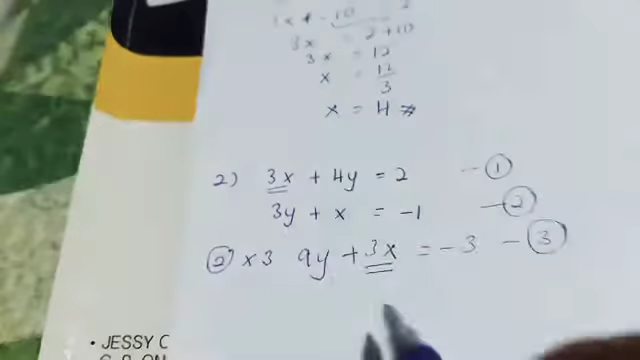 3x = 2 + 10
3x = 12
x = 12/3
x = 4 #
2) 3x + 4y = 2 — ①
3y + x = -1 — ②
② x 3 9y + 3x = -3 — ③
• JESSY C